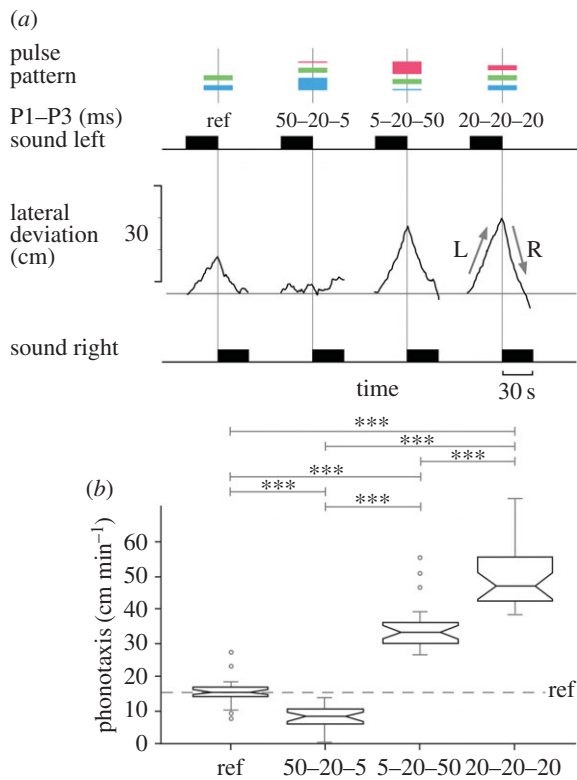 (a)
pulse
pattern
P1–P3 (ms) ref 50–20–5 5–20–50 20–20–20
sound left
lateral
deviation
(cm)
30
L R
sound right
time 30 s
(b)
***
***
*** ***
*** ***
phonotaxis (cm min⁻¹)
60
50
40
30
20
10
0
ref
ref 50–20–5 5–20–50 20–20–20